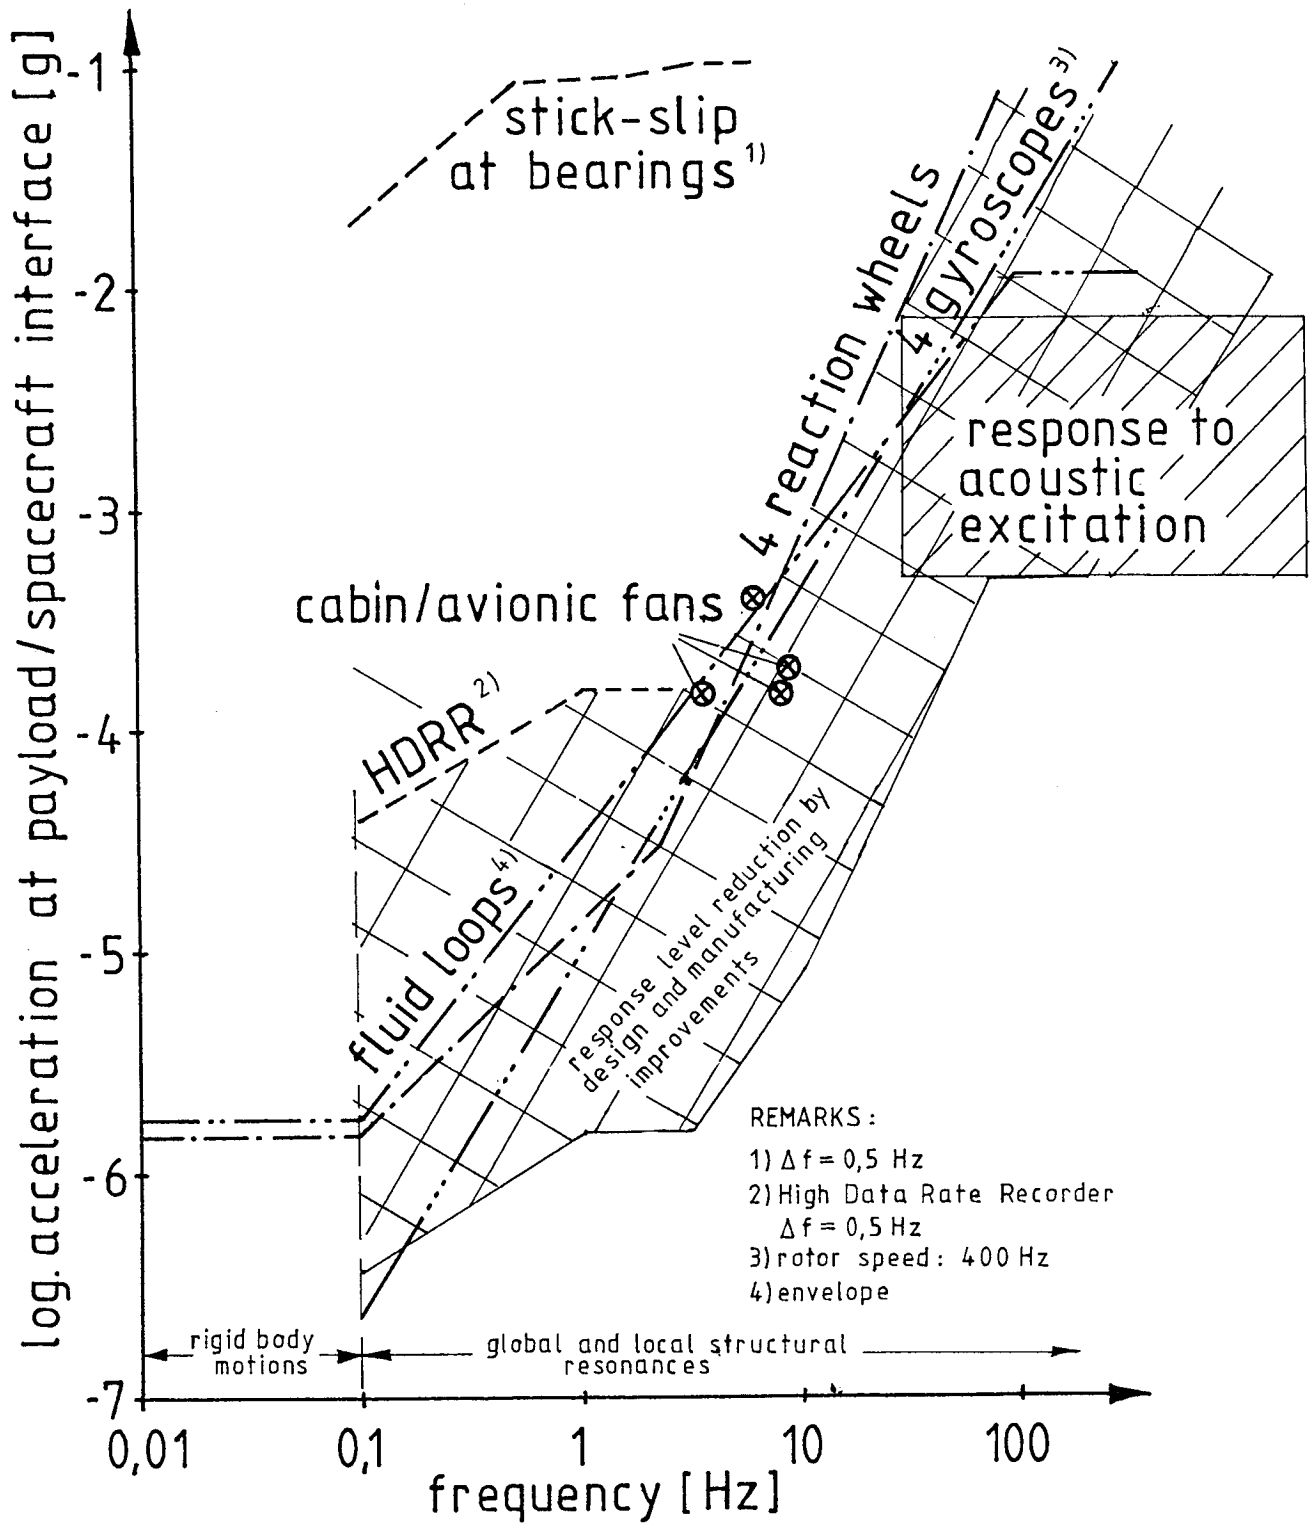 log. acceleration at payload/spacecraft interface [g]
-1
-2
-3
-4
-5
-6
-7
stick-slip
at bearings 1)
4 reaction wheels
4 gyroscopes 3)
response to
acoustic
excitation
cabin/avionic fans
HDRR 2)
fluid loops 4)
response level reduction by
design and manufacturing
improvements
REMARKS:
1) Δf = 0,5 Hz
2) High Data Rate Recorder
Δf = 0,5 Hz
3) rotor speed: 400 Hz
4) envelope
rigid body
motions
global and local structural
resonances
0,01
0,1
1
10
100
frequency [Hz]